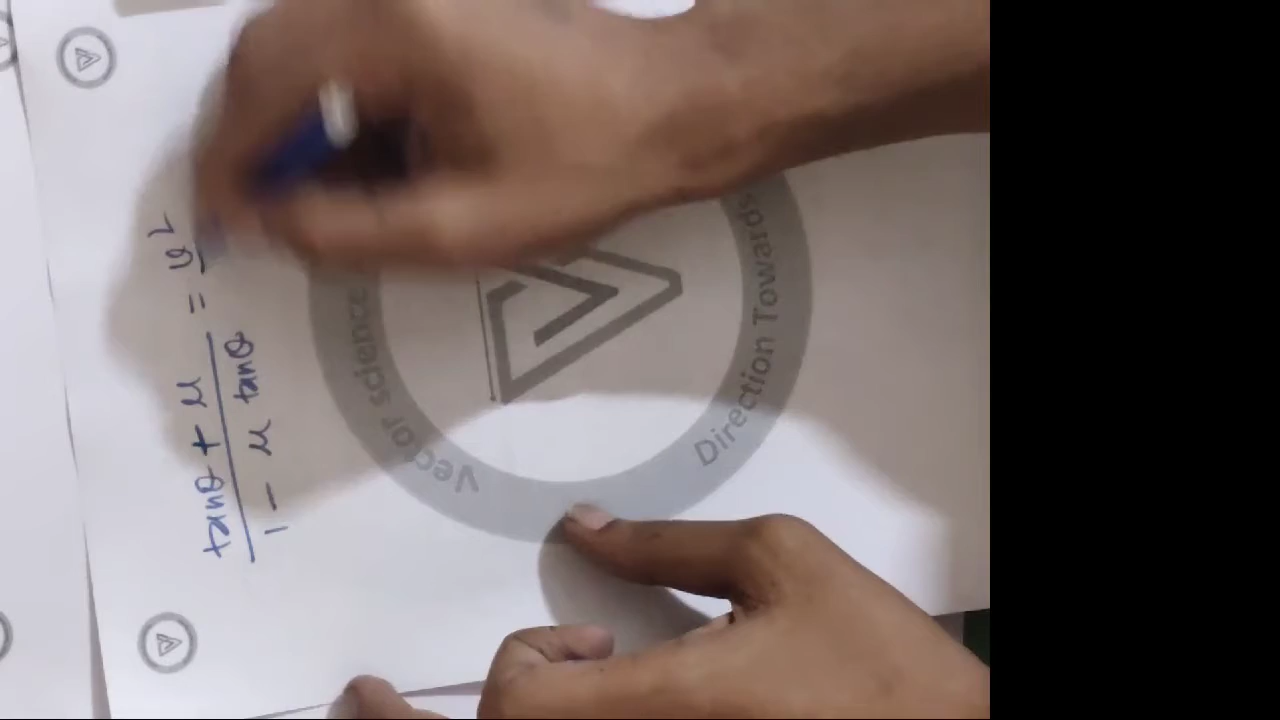 tanθ + μ = v²
1 - μ tanθ
Vector science
Direction Towards